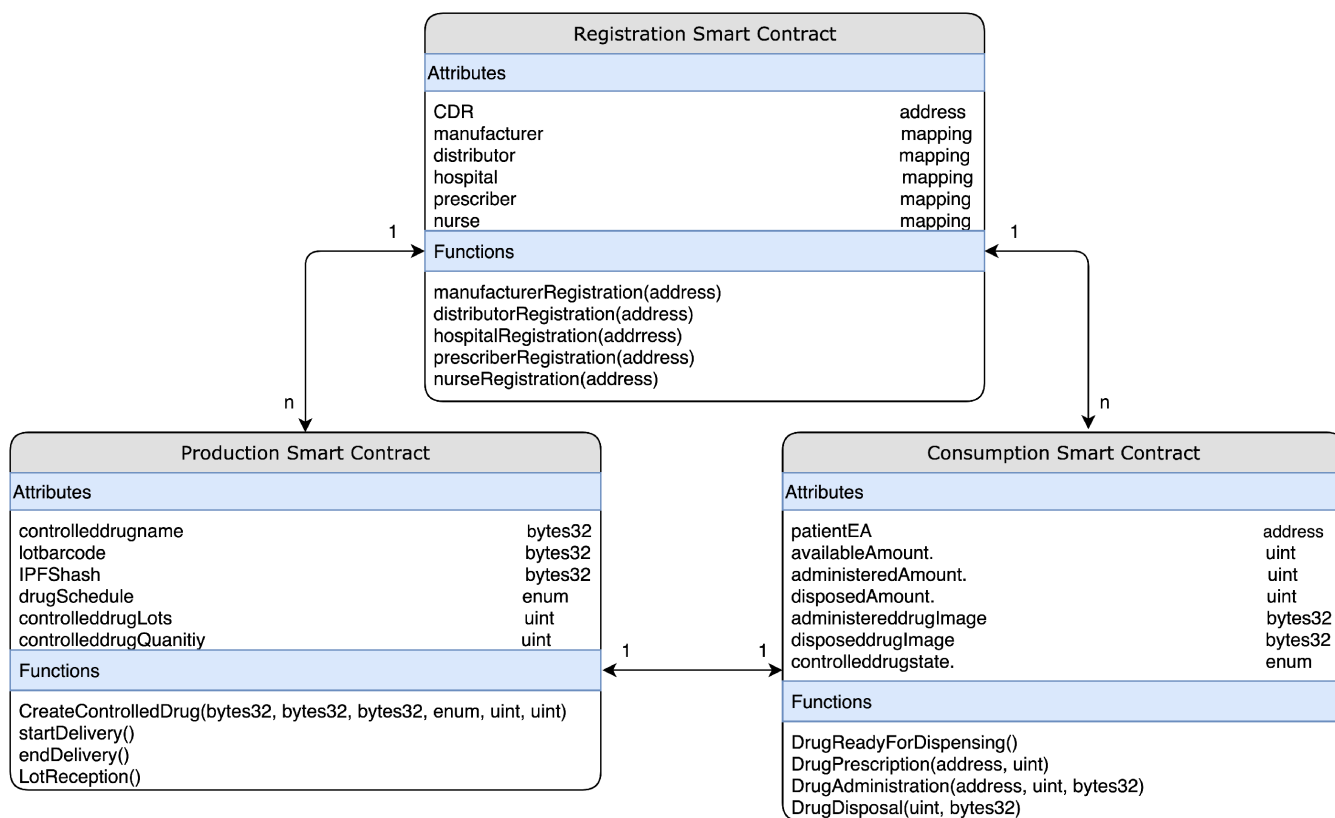 Registration Smart Contract
Attributes
CDR address
manufacturer mapping
distributor mapping
hospital mapping
prescriber mapping
nurse mapping
1 1
Functions
manufacturerRegistration(address)
distributorRegistration(address)
hospitalRegistration(addrress)
prescriberRegistration(address)
nurseRegistration(address)
n n
Production Smart Contract
Attributes
controlleddrugname bytes32
lotbarcode bytes32
IPFShash bytes32
drugSchedule enum
controlleddrugLots uint
controlleddrugQuanitiy uint
Functions
CreateControlledDrug(bytes32, bytes32, bytes32, enum, uint, uint)
startDelivery()
endDelivery()
LotReception()
1 1
Consumption Smart Contract
Attributes
patientEA address
availableAmount. uint
administeredAmount. uint
disposedAmount. uint
administereddrugImage bytes32
disposeddrugImage bytes32
controlleddrugstate. enum
Functions
DrugReadyForDispensing()
DrugPrescription(address, uint)
DrugAdministration(address, uint, bytes32)
DrugDisposal(uint, bytes32)